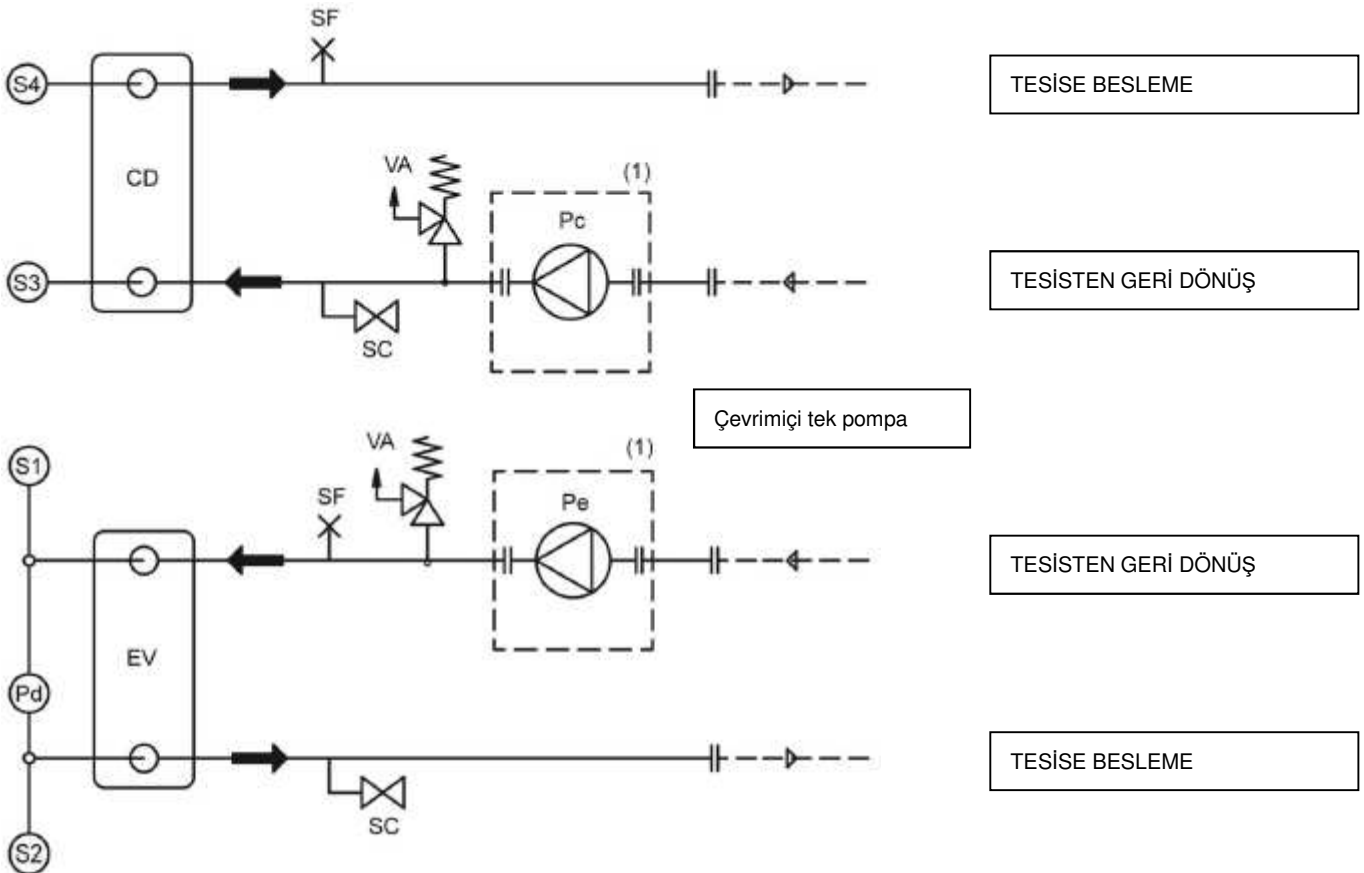 SF
S4
TESİSE BESLEME
CD
VA
(1)
Pc
S3
TESİSTEN GERİ DÖNÜŞ
SC
Çevrimiçi tek pompa
S1
VA
(1)
SF
Pe
TESİSTEN GERİ DÖNÜŞ
EV
Pd
TESİSE BESLEME
SC
S2